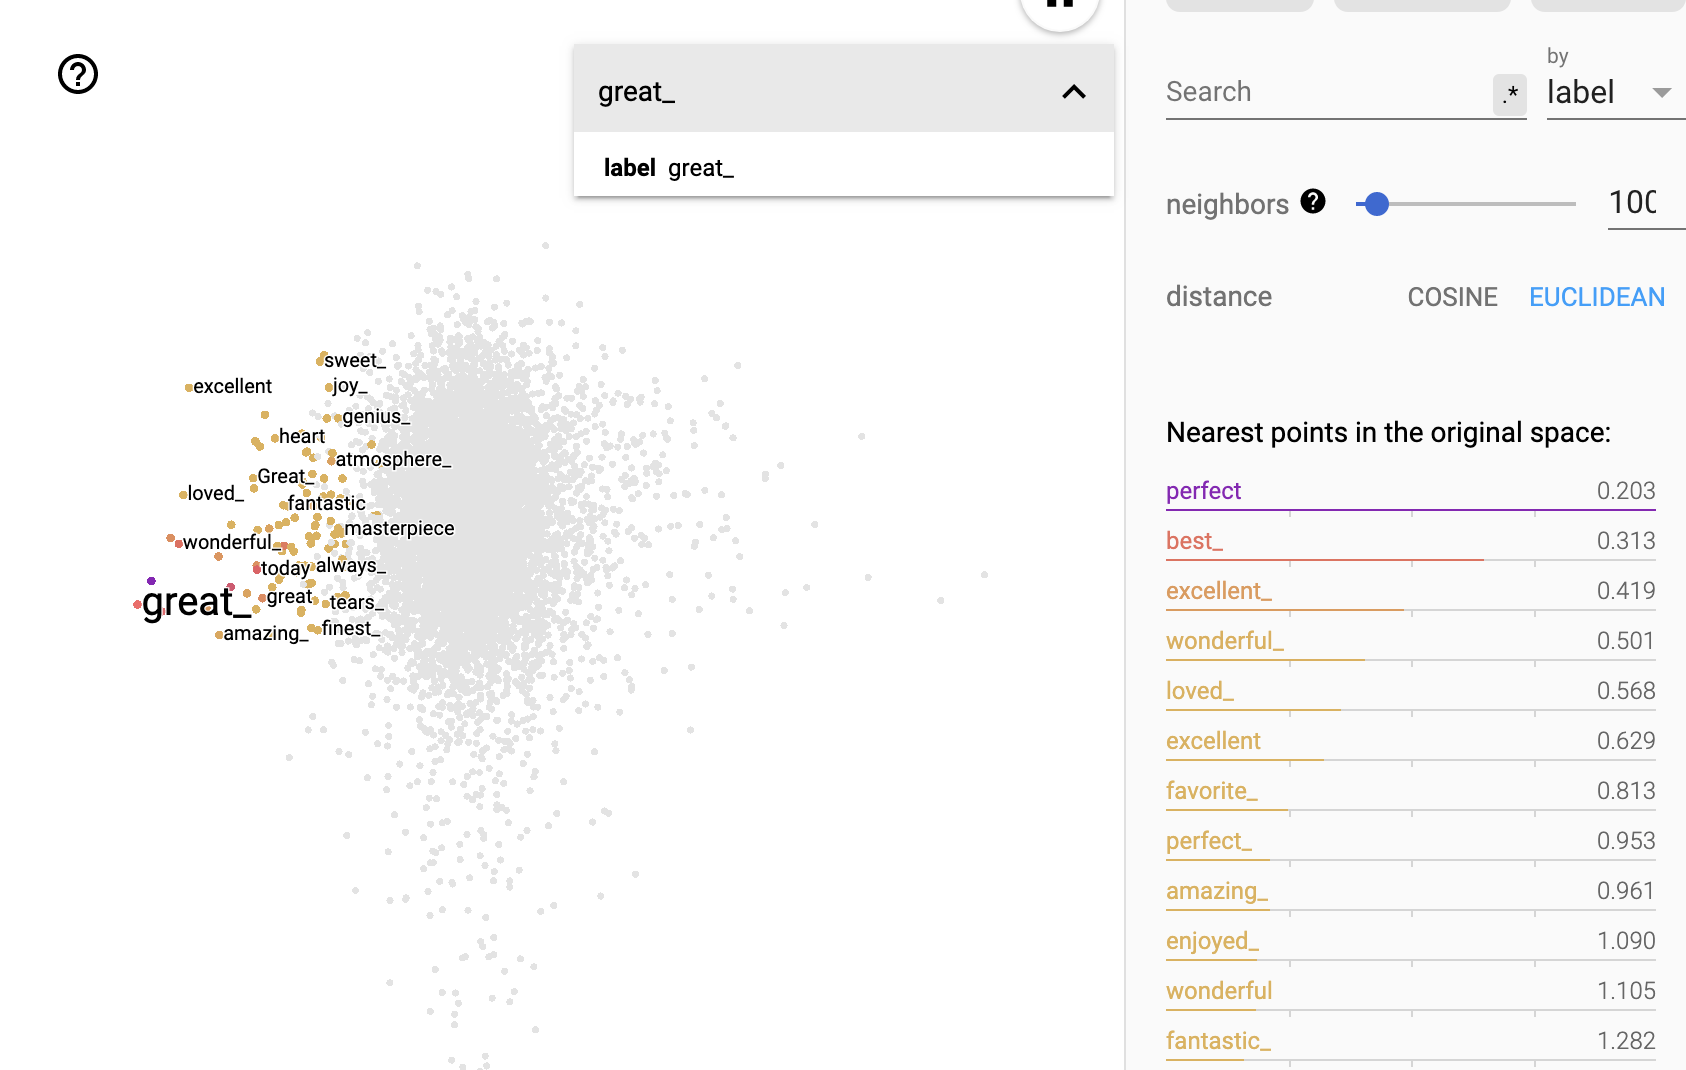 great_
label great_
sweet_
excellent
joy_
genius_
heart
atmosphere_
Great_
loved_
fantastic
masterpiece
wonderful_
today
always_
great_
great
tears_
amazing_
finest_
by
Search
.*
label
neighbors
100
distance
COSINE
EUCLIDEAN
Nearest points in the original space:
perfect 0.203
best_ 0.313
excellent_ 0.419
wonderful_ 0.501
loved_ 0.568
excellent 0.629
favorite_ 0.813
perfect_ 0.953
amazing_ 0.961
enjoyed_ 1.090
wonderful 1.105
fantastic_ 1.282